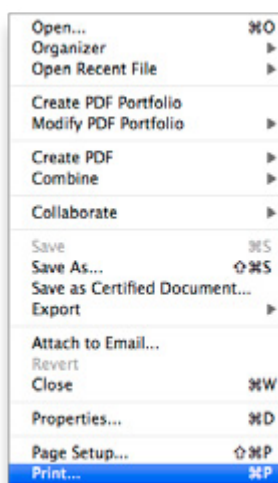 Open... ⌘O
Organizer ▶
Open Recent File ▶
Create PDF Portfolio
Modify PDF Portfolio ▶
Create PDF ▶
Combine ▶
Collaborate ▶
Save ⌘S
Save As... ⇧⌘S
Save as Certified Document...
Export ▶
Attach to Email...
Revert
Close ⌘W
Properties... ⌘D
Page Setup... ⇧⌘P
Print... ⌘P